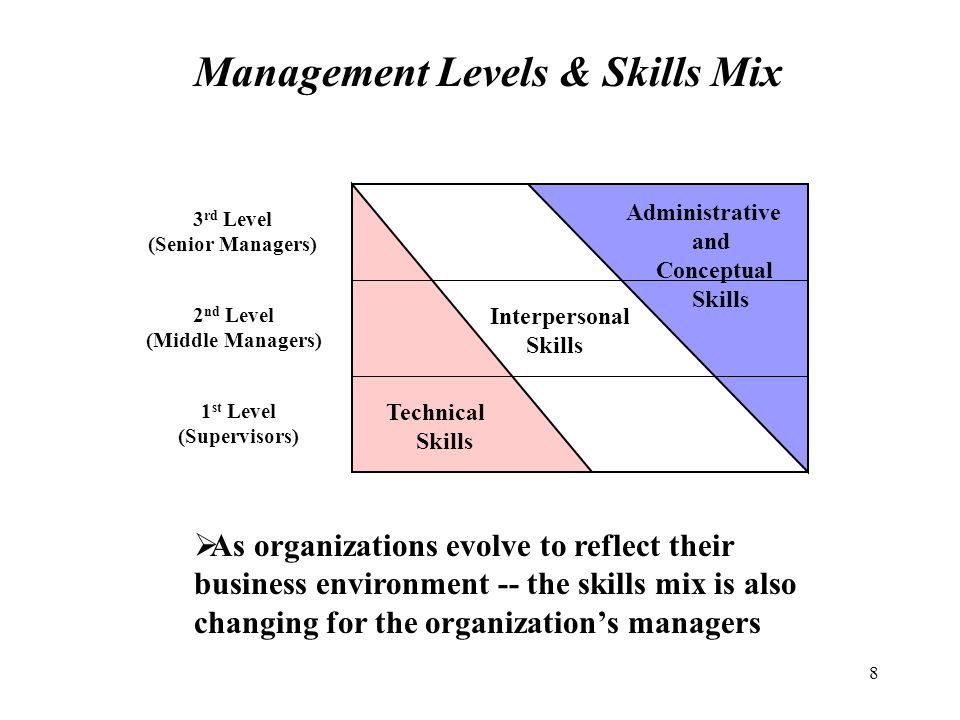 Management Levels & Skills Mix
3rd Level
(Senior Managers)
Administrative
and
Conceptual
Skills
2nd Level
(Middle Managers)
Interpersonal
Skills
1st Level
(Supervisors)
Technical
Skills
➢As organizations evolve to reflect their
business environment -- the skills mix is also
changing for the organization’s managers
8